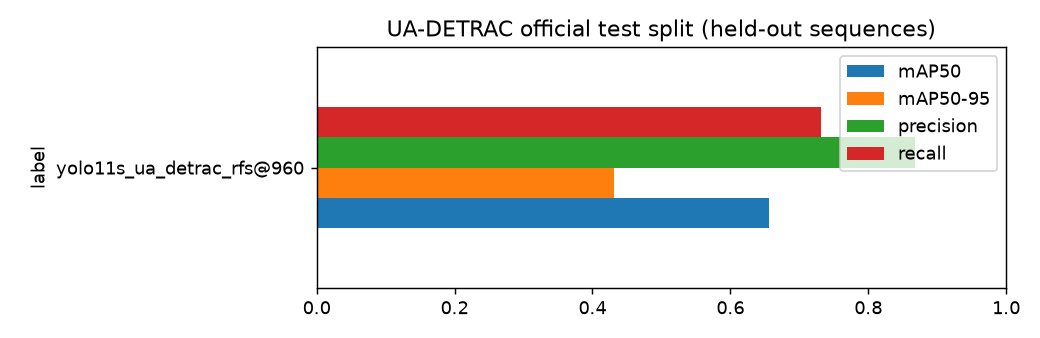 UA-DETRAC official test split (held-out sequences)
mAP50
mAP50-95
precision
recall
label
yolo11s_ua_detrac_rfs@960
0.0 0.2 0.4 0.6 0.8 1.0